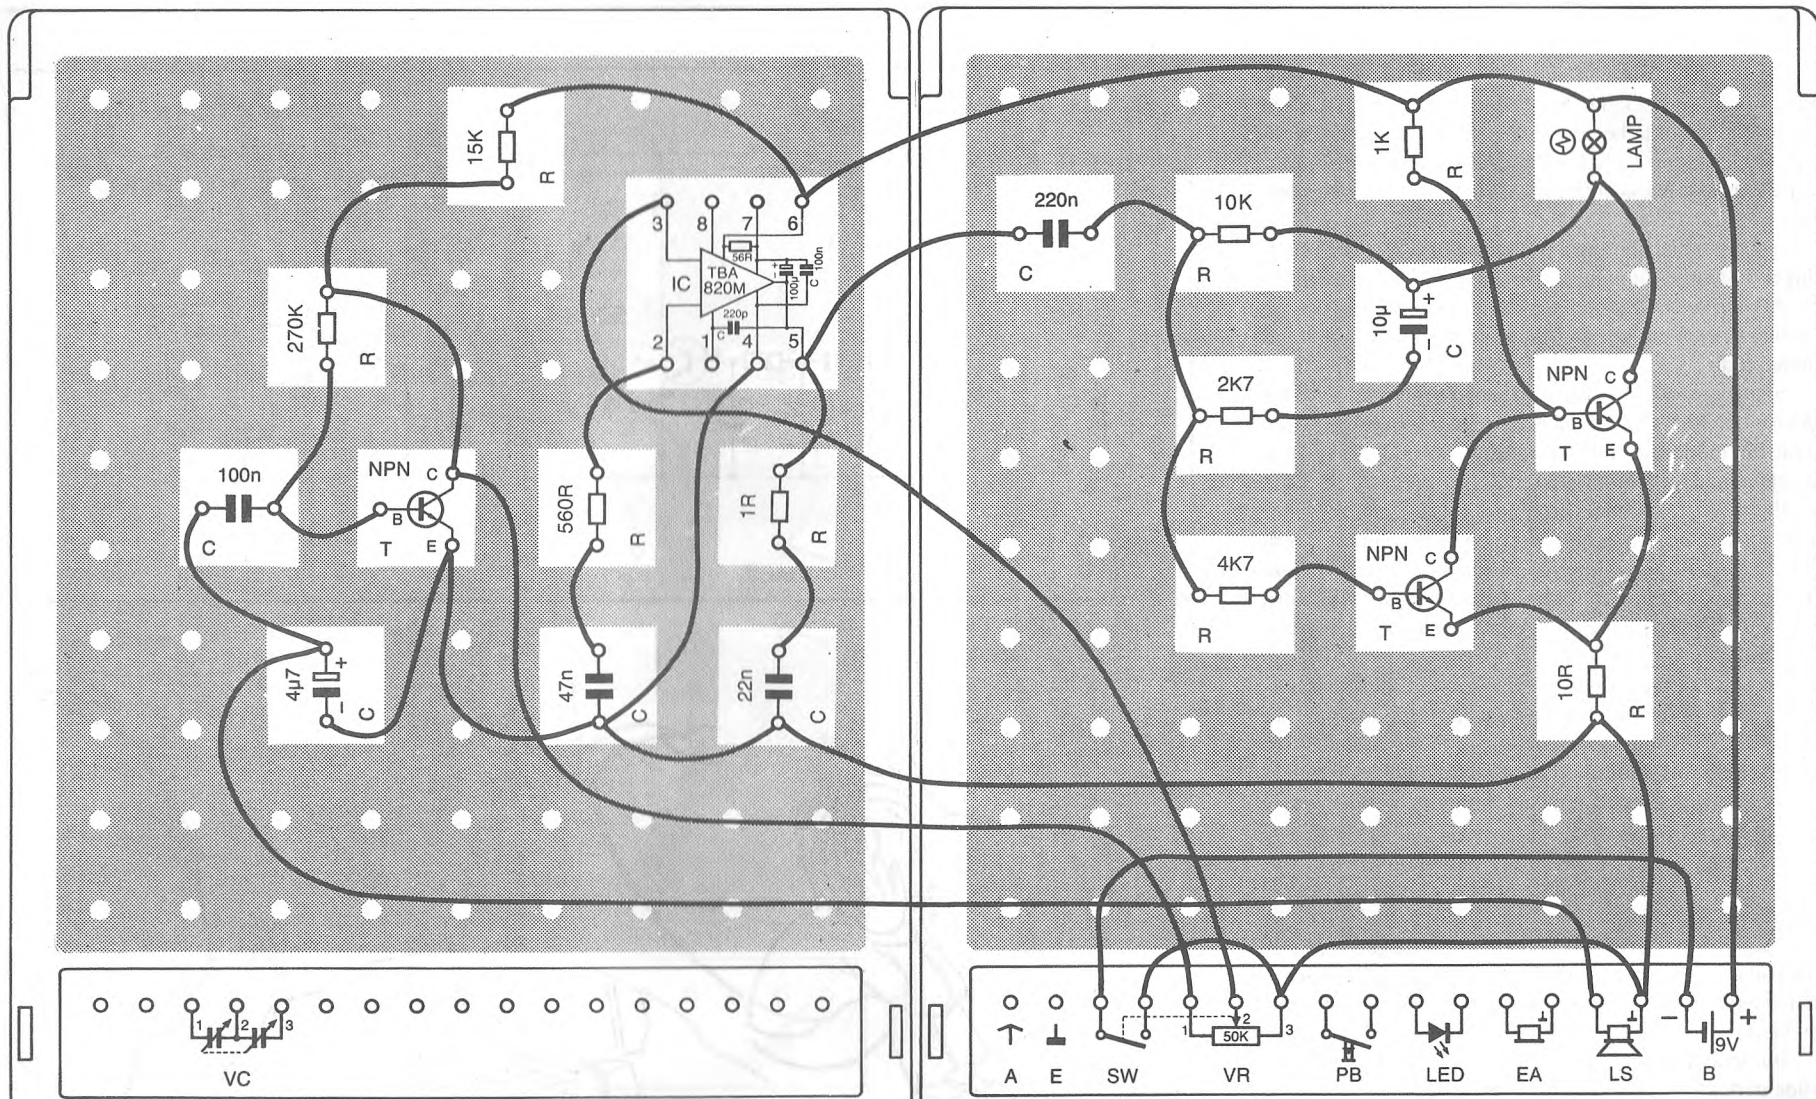 15K
R
270K
R
3
8
7
6
56R
100n
C
100µ
+
-
IC
TBA
820M
220p
C
2
1
4
5
100n
C
NPN
B
C
E
T
560R
R
1R
R
4µ7
+
-
C
47n
C
22n
C
1
2
3
VC
220n
C
10K
R
1K
R
LAMP
10µ
+
-
C
2K7
R
NPN
B
C
E
T
4K7
R
NPN
B
C
E
T
10R
R
1
2
3
50K
- +
9V
A E SW VR PB LED EA LS B